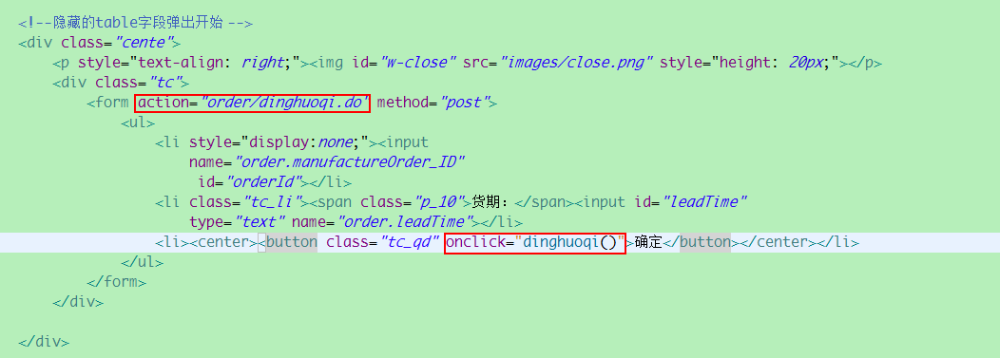 <!--隐藏的table字段弹出开始 -->
<div class="cente">
<p style="text-align: right;"><img id="w-close" src="images/close.png" style="height: 20px;"></p>
<div class="tc">
<form action="order/dinghuoqi.do" method="post">
<ul>
<li style="display:none;"><input
name="order.manufactureOrder_ID"
id="orderId"></li>
<li class="tc_li"><span class="p_10">货期：</span><input id="leadTime"
type="text" name="order.leadTime"></li>
<li><center><button class="tc_qd" onclick="dinghuoqi()">确定</button></center></li>
</ul>
</form>
</div>
</div>